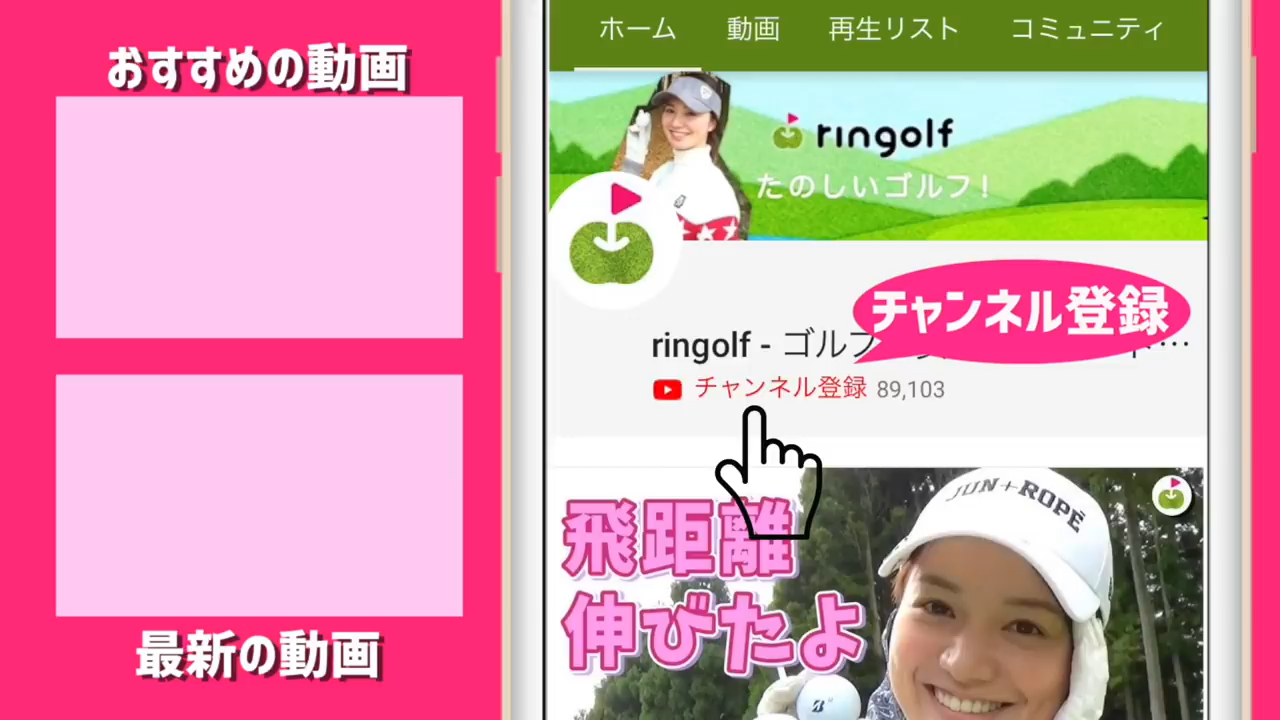 おすすめの動画
最新の動画
ホーム 動画 再生リスト コミュニティ
ringolf
たのしいゴルフ!
チャンネル登録
ringolf - ゴルフ
チャンネル登録 89,103
飛距離
伸びたよ
JUN+ROPÉ